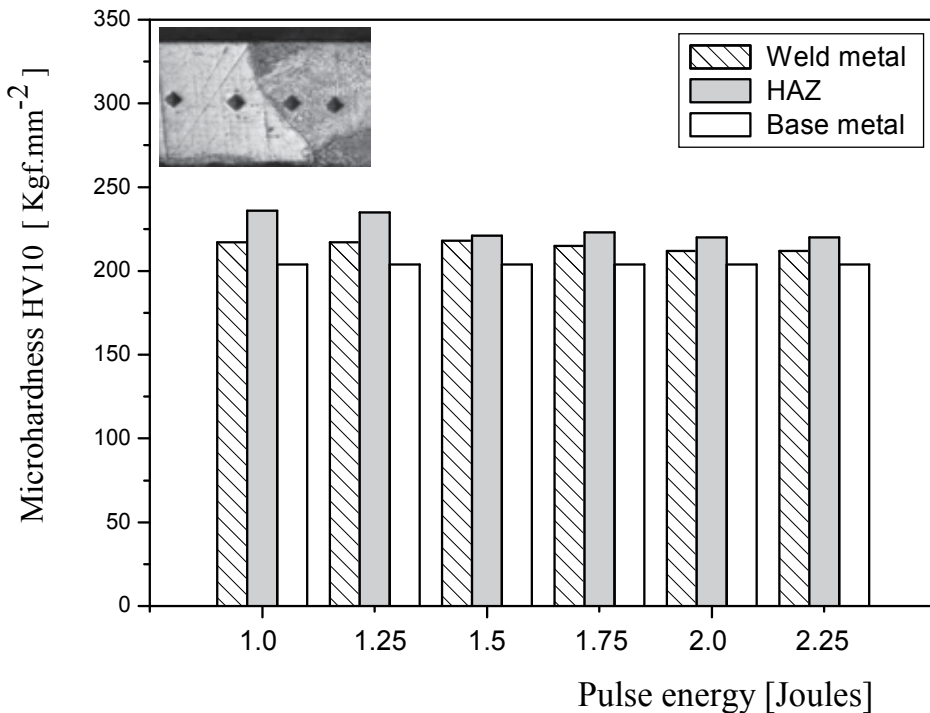 350
300
250
200
150
100
50
0
Microhardness HV10 [ Kgf.mm-2]
Weld metal
HAZ
Base metal
1.0 1.25 1.5 1.75 2.0 2.25
Pulse energy [Joules]